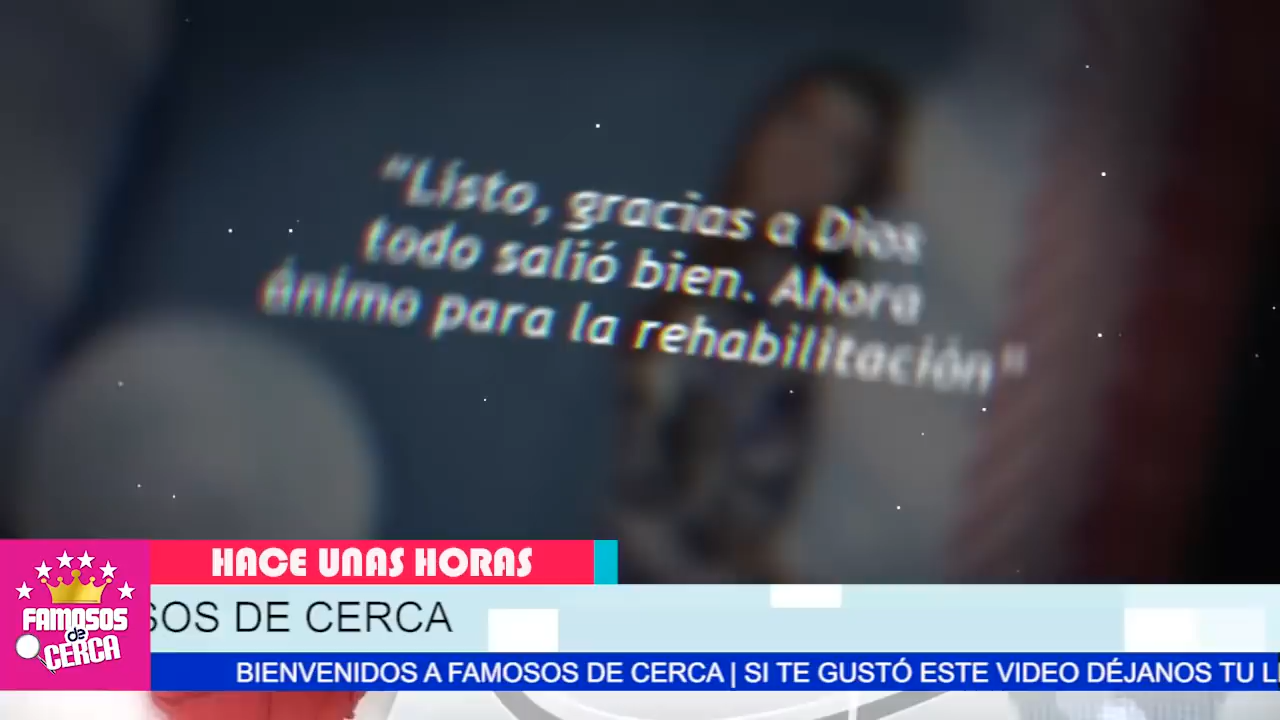 "Listo, gracias a Dios
todo salió bien. Ahora
ánimo para la rehabilitación"
HACE UNAS HORAS
SOS DE CERCA
FAMOSOS
de
CERCA
BIENVENIDOS A FAMOSOS DE CERCA | SI TE GUSTÓ ESTE VIDEO DÉJANOS TU